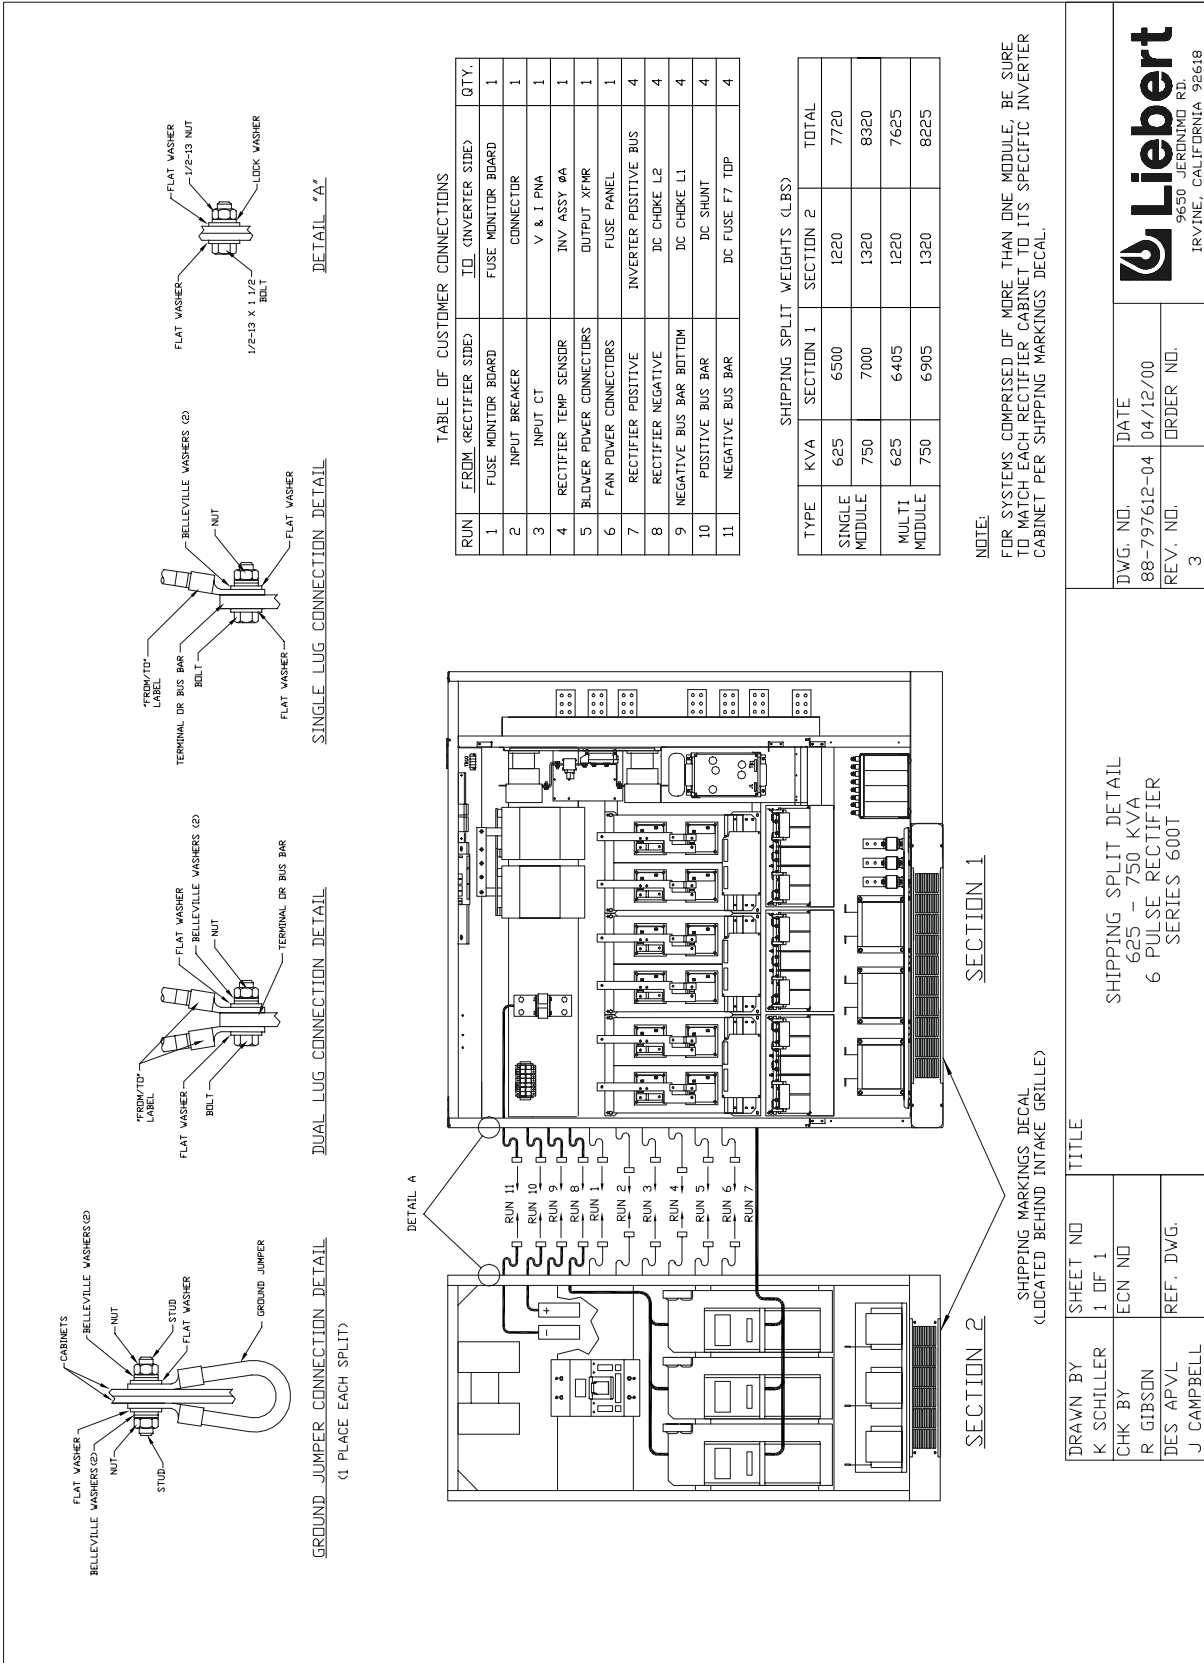 CABINETS
FLAT WASHER
BELLEVILLE WASHERS(2)
BELLEVILLE WASHERS(2)
NUT
NUT
STUD
STUD
FLAT WASHER
GROUND JUMPER
GROUND JUMPER CONNECTION DETAIL
(1 PLACE EACH SPLIT)
"FROM/TO"
LABEL
FLAT WASHER
FLAT WASHER
BELLEVILLE WASHERS (2)
NUT
BOLT
TERMINAL OR BUS BAR
DUAL LUG CONNECTION DETAIL
"FROM/TO"
LABEL
TERMINAL OR BUS BAR
BELLEVILLE WASHERS (2)
NUT
BOLT
FLAT WASHER
FLAT WASHER
SINGLE LUG CONNECTION DETAIL
FLAT WASHER
FLAT WASHER
1/2-13 NUT
1/2-13 X 1 1/2
BOLT
LOCK WASHER
DETAIL "A"
DETAIL A
RUN 11
RUN 10
RUN 9
RUN 8
RUN 1
RUN 2
RUN 3
RUN 4
RUN 5
RUN 6
RUN 7
- +
SECTION 2
SECTION 1
SHIPPING MARKINGS DECAL
(LOCATED BEHIND INTAKE GRILLE)
TABLE OF CUSTOMER CONNECTIONS
RUN FROM (RECTIFIER SIDE) TO (INVERTER SIDE) QTY.
1 FUSE MONITOR BOARD FUSE MONITOR BOARD 1
2 INPUT BREAKER CONNECTOR 1
3 INPUT CT V & I PNA 1
4 RECTIFIER TEMP SENSOR INV ASSY ØA 1
5 BLOWER POWER CONNECTORS OUTPUT XFMR 1
6 FAN POWER CONNECTORS FUSE PANEL 1
7 RECTIFIER POSITIVE INVERTER POSITIVE BUS 4
8 RECTIFIER NEGATIVE DC CHOKE L2 4
9 NEGATIVE BUS BAR BOTTOM DC CHOKE L1 4
10 POSITIVE BUS BAR DC SHUNT 4
11 NEGATIVE BUS BAR DC FUSE F7 TOP 4
SHIPPING SPLIT WEIGHTS (LBS)
TYPE KVA SECTION 1 SECTION 2 TOTAL
SINGLE MODULE 625 6500 1220 7720
750 7000 1320 8320
MULTI MODULE 625 6405 1220 7625
750 6905 1320 8225
NOTE:
FOR SYSTEMS COMPRISED OF MORE THAN ONE MODULE, BE SURE
TO MATCH EACH RECTIFIER CABINET TO ITS SPECIFIC INVERTER
CABINET PER SHIPPING MARKINGS DECAL.
DRAWN BY
K SCHILLER
CHK BY
R GIBSON
DES APVL
J CAMPBELL
SHEET NO
1 OF 1
ECN NO
REF. DWG.
TITLE
SHIPPING SPLIT DETAIL
625 - 750 KVA
6 PULSE RECTIFIER
SERIES 600T
DWG. NO.
88-797612-04
REV. NO.
3
DATE
04/12/00
ORDER NO.
Liebert
9650 JERONIMO RD.
IRVINE, CALIFORNIA 92618